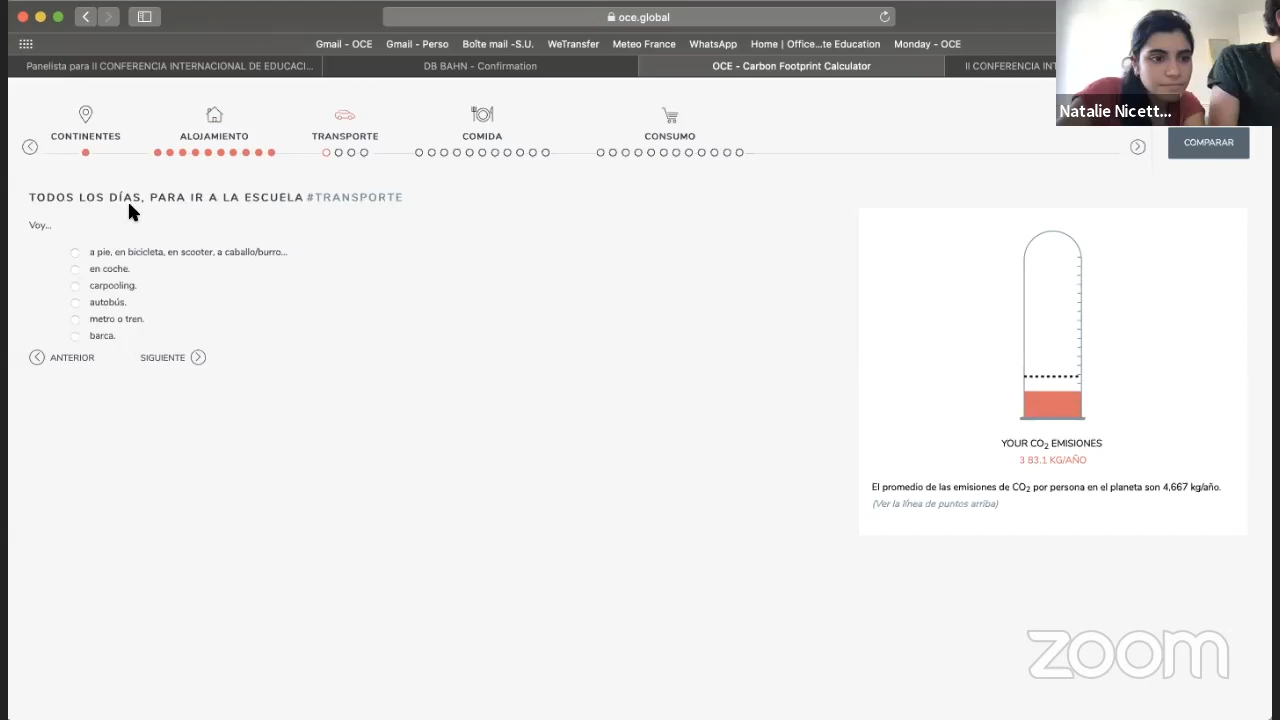 oce.global
Gmail - OCE
Gmail - Perso
Boîte mail -S.U.
WeTransfer
Meteo France
WhatsApp
Home | Office...te Education
Monday - OCE
Panelista para II CONFERENCIA INTERNACIONAL DE EDUCACI...
DB BAHN - Confirmation
OCE - Carbon Footprint Calculator
II CONFERENCIA INT
Natalie Nicett...
CONTINENTES
ALOJAMIENTO
TRANSPORTE
COMIDA
CONSUMO
COMPARAR
TODOS LOS DÍAS, PARA IR A LA ESCUELA #TRANSPORTE
Voy...
a pie, en bicicleta, en scooter, a caballo/burro...
en coche.
carpooling.
autobús.
metro o tren.
barca.
ANTERIOR
SIGUIENTE
YOUR CO2 EMISIONES
3 83.1 KG/AÑO
El promedio de las emisiones de CO2 por persona en el planeta son 4,667 kg/año.
(Ver la línea de puntos arriba)
zoom